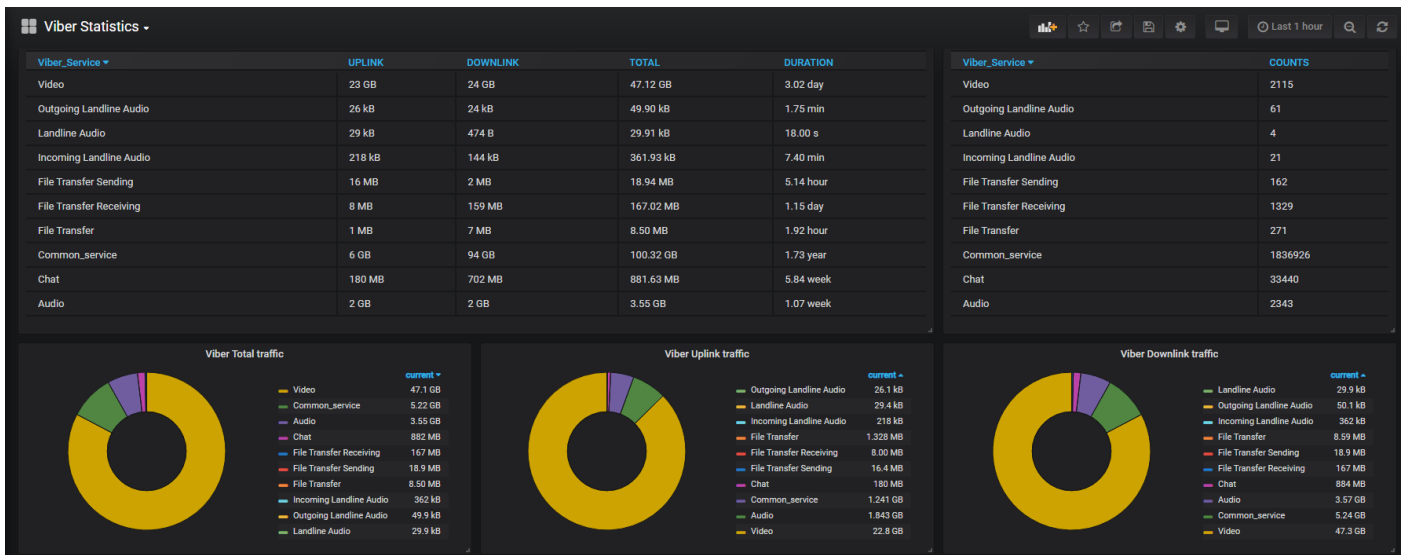 Viber Statistics
Last 1 hour
Viber_Service UPLINK DOWNLINK TOTAL DURATION
Video 23 GB 24 GB 47.12 GB 3.02 day
Outgoing Landline Audio 26 kB 24 kB 49.90 kB 1.75 min
Landline Audio 29 kB 474 B 29.91 kB 18.00 s
Incoming Landline Audio 218 kB 144 kB 361.93 kB 7.40 min
File Transfer Sending 16 MB 2 MB 18.94 MB 5.14 hour
File Transfer Receiving 8 MB 159 MB 167.02 MB 1.15 day
File Transfer 1 MB 7 MB 8.50 MB 1.92 hour
Common_service 6 GB 94 GB 100.32 GB 1.73 year
Chat 180 MB 702 MB 881.63 MB 5.84 week
Audio 2 GB 2 GB 3.55 GB 1.07 week
Viber_Service COUNTS
Video 2115
Outgoing Landline Audio 61
Landline Audio 4
Incoming Landline Audio 21
File Transfer Sending 162
File Transfer Receiving 1329
File Transfer 271
Common_service 1836926
Chat 33440
Audio 2343
Viber Total traffic
current
Video 47.1 GB
Common_service 5.22 GB
Audio 3.55 GB
Chat 882 MB
File Transfer Receiving 167 MB
File Transfer Sending 18.9 MB
File Transfer 8.50 MB
Incoming Landline Audio 362 kB
Outgoing Landline Audio 49.9 kB
Landline Audio 29.9 kB
Viber Uplink traffic
current
Outgoing Landline Audio 26.1 kB
Landline Audio 29.4 kB
Incoming Landline Audio 218 kB
File Transfer 1.328 MB
File Transfer Receiving 8.00 MB
File Transfer Sending 16.4 MB
Chat 180 MB
Common_service 1.241 GB
Audio 1.843 GB
Video 22.8 GB
Viber Downlink traffic
current
Landline Audio 29.9 kB
Outgoing Landline Audio 50.1 kB
Incoming Landline Audio 362 kB
File Transfer 8.59 MB
File Transfer Sending 18.9 MB
File Transfer Receiving 167 MB
Chat 884 MB
Audio 3.57 GB
Common_service 5.24 GB
Video 47.3 GB